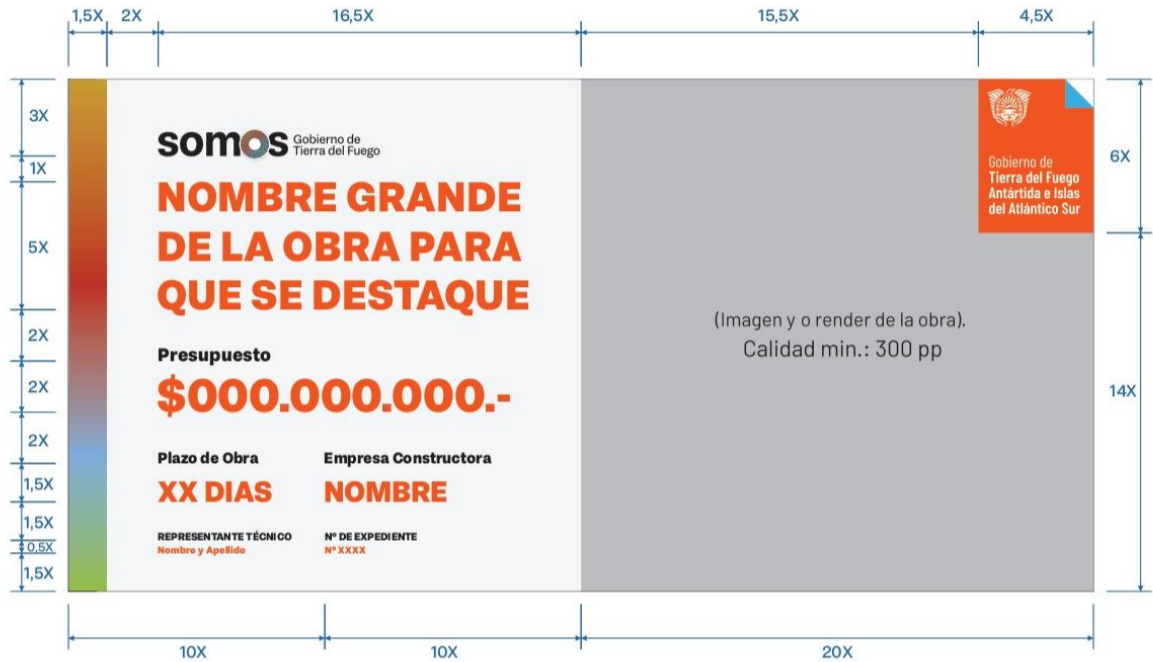 1,5X 2X 16,5X 15,5X 4,5X
3X
1X
5X
2X
2X
2X
1,5X
1,5X
0,5X
1,5X
somos Gobierno de
Tierra del Fuego
NOMBRE GRANDE
DE LA OBRA PARA
QUE SE DESTAQUE
Presupuesto
$000.000.000.-
Plazo de Obra Empresa Constructora
XX DIAS NOMBRE
REPRESENTANTE TÉCNICO Nº DE EXPEDIENTE
Nombre y Apellido Nº XXXX
(Imagen y o render de la obra).
Calidad min.: 300 pp
Gobierno de
Tierra del Fuego
Antártida e Islas
del Atlántico Sur
6X
14X
10X 10X 20X